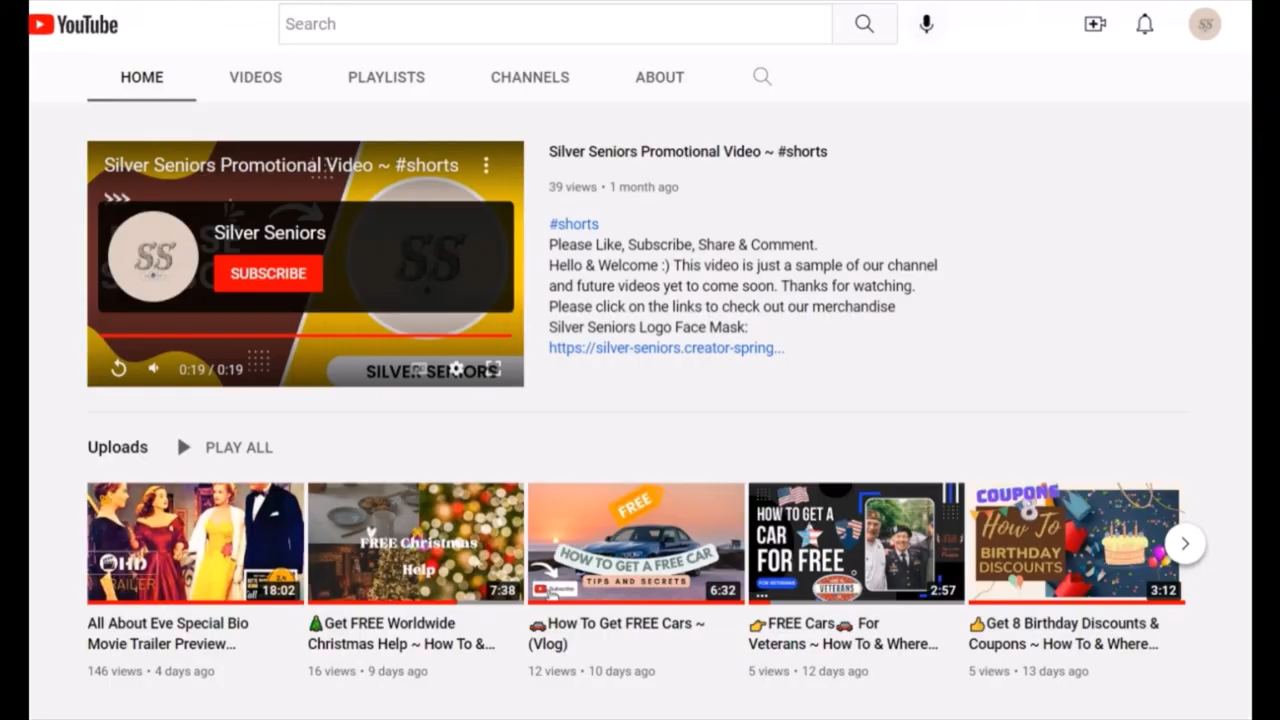 YouTube
Search
SS
HOME VIDEOS PLAYLISTS CHANNELS ABOUT
Silver Seniors Promotional Video ~ #shorts
Silver Seniors
SUBSCRIBE
SS
SS
0:19 / 0:19
SILVER SENIORS
Silver Seniors Promotional Video ~ #shorts
39 views • 1 month ago
#shorts
Please Like, Subscribe, Share & Comment.
Hello & Welcome :) This video is just a sample of our channel
and future videos yet to come soon. Thanks for watching.
Please click on the links to check out our merchandise
Silver Seniors Logo Face Mask:
https://silver-seniors.creator-spring...
Uploads PLAY ALL
TRAILER
18:02
FREE Christmas
Help
7:38
FREE
HOW TO GET A FREE CAR
TIPS AND SECRETS
Subscribe
6:32
HOW TO GET A
CAR
FOR FREE
FOR VETERANS
VETERANS
2:57
COUPONS
8
How To
BIRTHDAY
DISCOUNTS
3:12
All About Eve Special Bio
Movie Trailer Preview...
146 views • 4 days ago
🎄Get FREE Worldwide
Christmas Help ~ How To &...
16 views • 9 days ago
🚗How To Get FREE Cars ~
(Vlog)
12 views • 10 days ago
👉FREE Cars🚗 For
Veterans ~ How To & Where...
5 views • 12 days ago
👍Get 8 Birthday Discounts &
Coupons ~ How To & Where...
5 views • 13 days ago